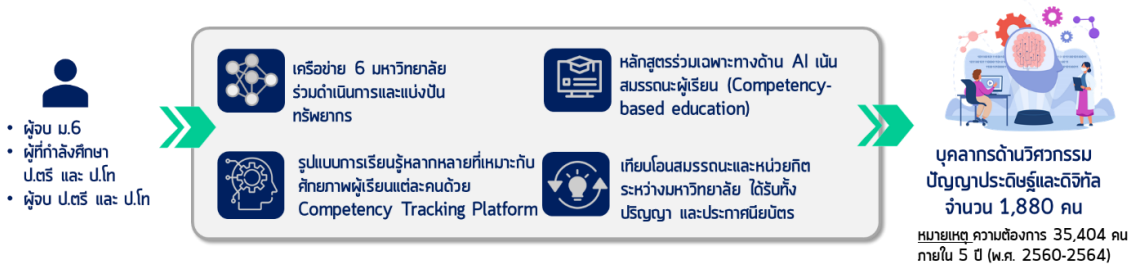 • ผู้จบ ม.6
• ผู้ที่กำลังศึกษา
ป.ตรี และ ป.โท
• ผู้จบ ป.ตรี และ ป.โท
เครือข่าย 6 มหาวิทยาลัย
ร่วมดำเนินการและแบ่งปัน
ทรัพยากร
หลักสูตรร่วมเฉพาะทางด้าน AI เน้น
สมรรถนะผู้เรียน (Competency-
based education)
รูปแบบการเรียนรู้หลากหลายที่เหมาะกับ
ศักยภาพผู้เรียนแต่ละคนด้วย
Competency Tracking Platform
เทียบโอนสมรรถนะและหน่วยกิต
ระหว่างมหาวิทยาลัย ได้รับทั้ง
ปริญญา และประกาศนียบัตร
บุคลากรด้านวิศวกรรม
ปัญญาประดิษฐ์และดิจิทัล
จำนวน 1,880 คน
หมายเหตุ ความต้องการ 35,404 คน
ภายใน 5 ปี (พ.ศ. 2560-2564)